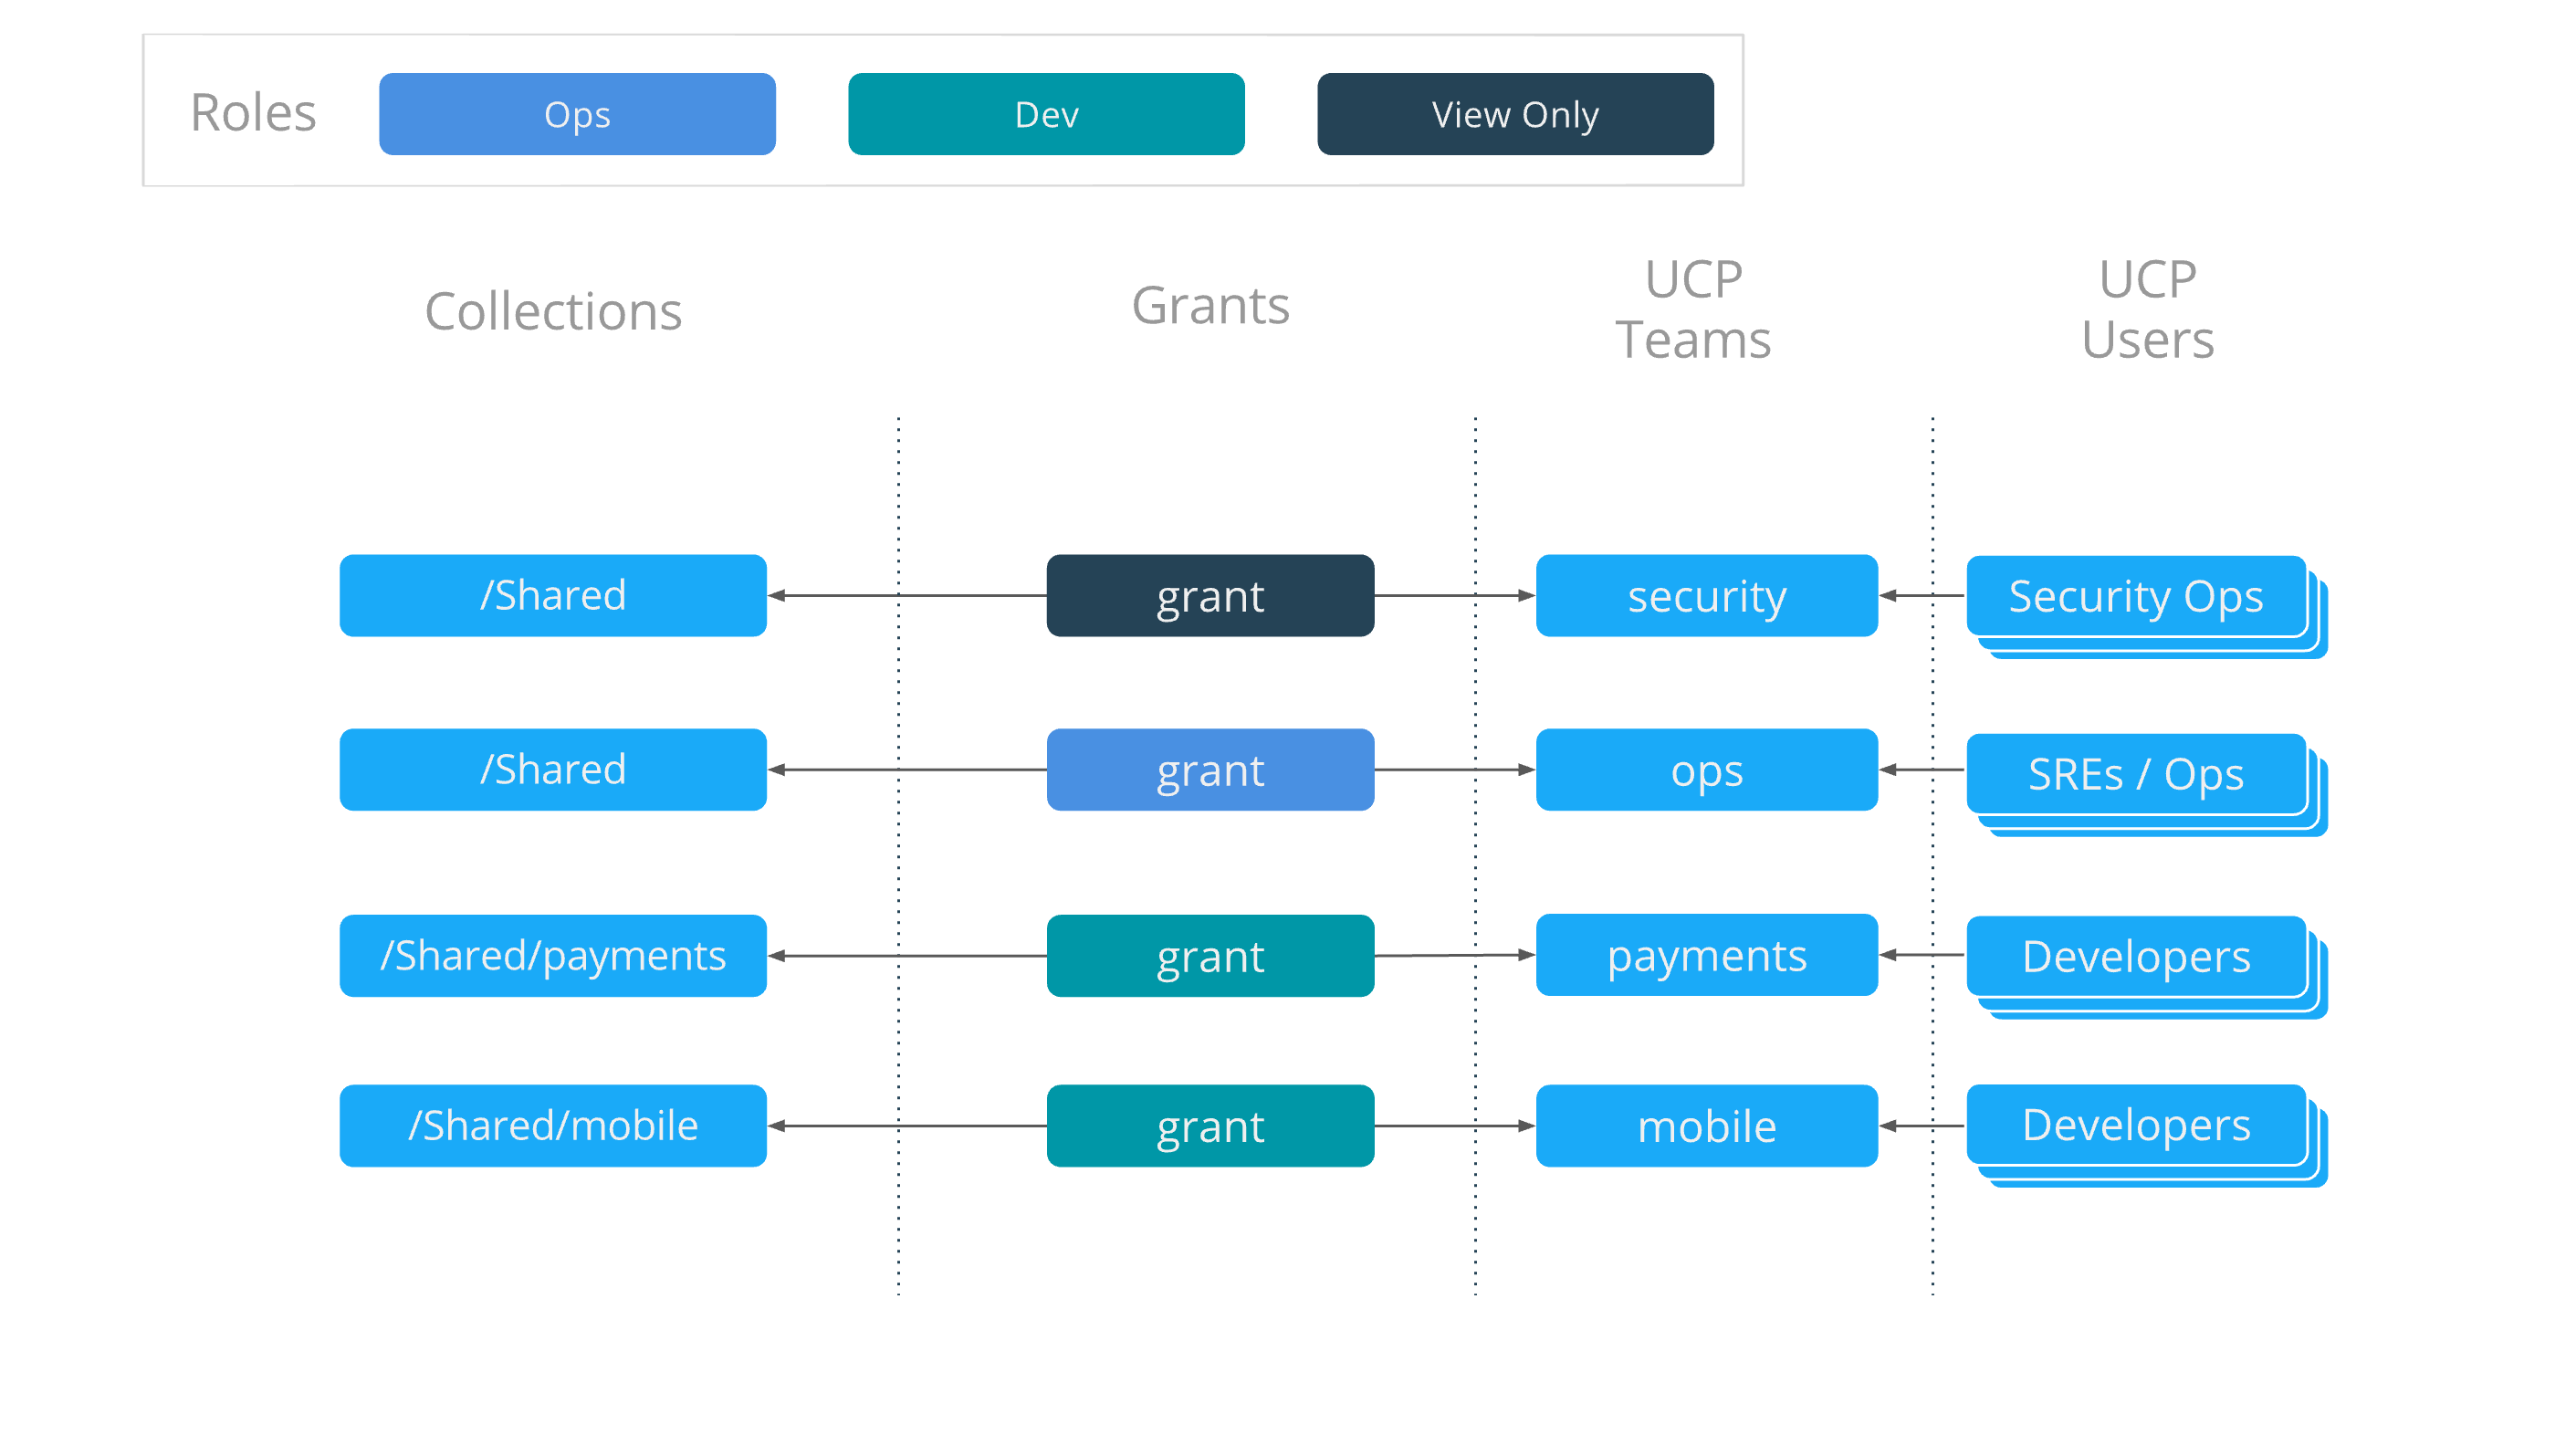 Roles
Ops
Dev
View Only
Collections
Grants
UCP
Teams
UCP
Users
/Shared
grant
security
Security Ops
/Shared
grant
ops
SREs / Ops
/Shared/payments
grant
payments
Developers
/Shared/mobile
grant
mobile
Developers